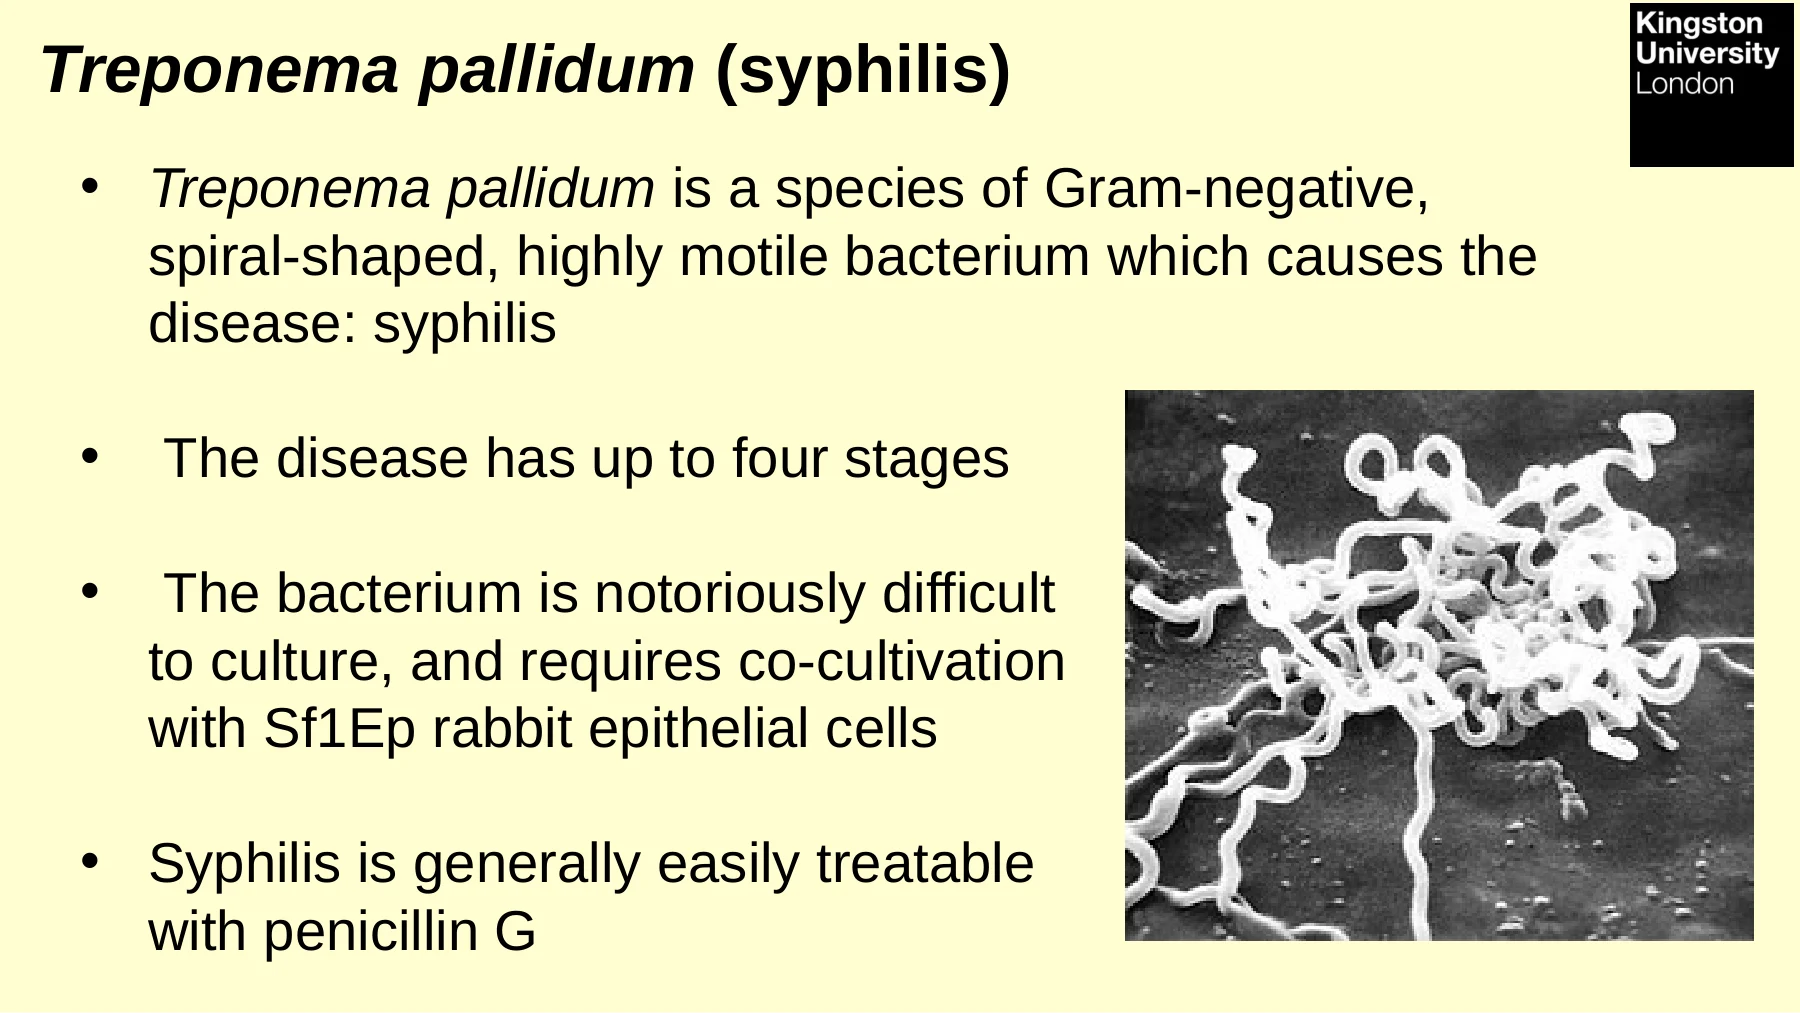 Treponema pallidum (syphilis)
Kingston
University
London
• Treponema pallidum is a species of Gram-negative,
spiral-shaped, highly motile bacterium which causes the
disease: syphilis
• The disease has up to four stages
• The bacterium is notoriously difficult
to culture, and requires co-cultivation
with Sf1Ep rabbit epithelial cells
• Syphilis is generally easily treatable
with penicillin G